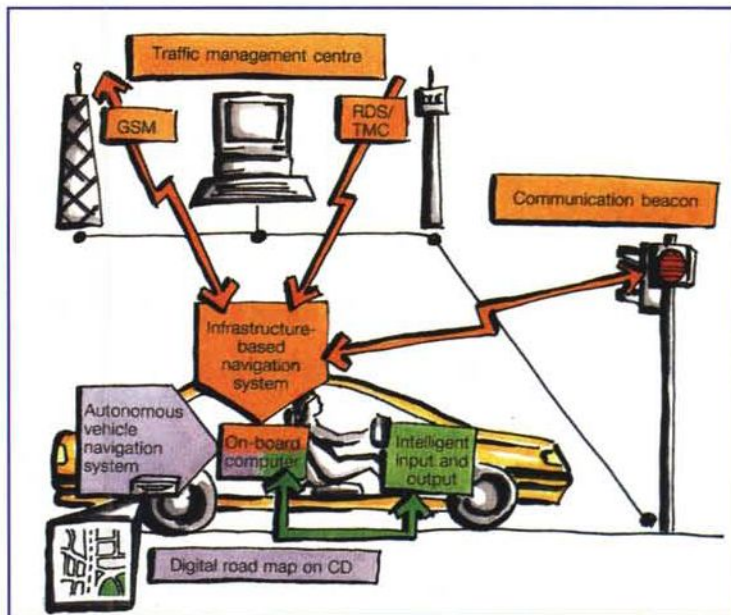 Traffic management centre
GSM
RDS/
TMC
Communication beacon
Infrastructure-
based
navigation
system
Autonomous
vehicle
navigation
system
On-board
computer
Intelligent
input and
output
Digital road map on CD